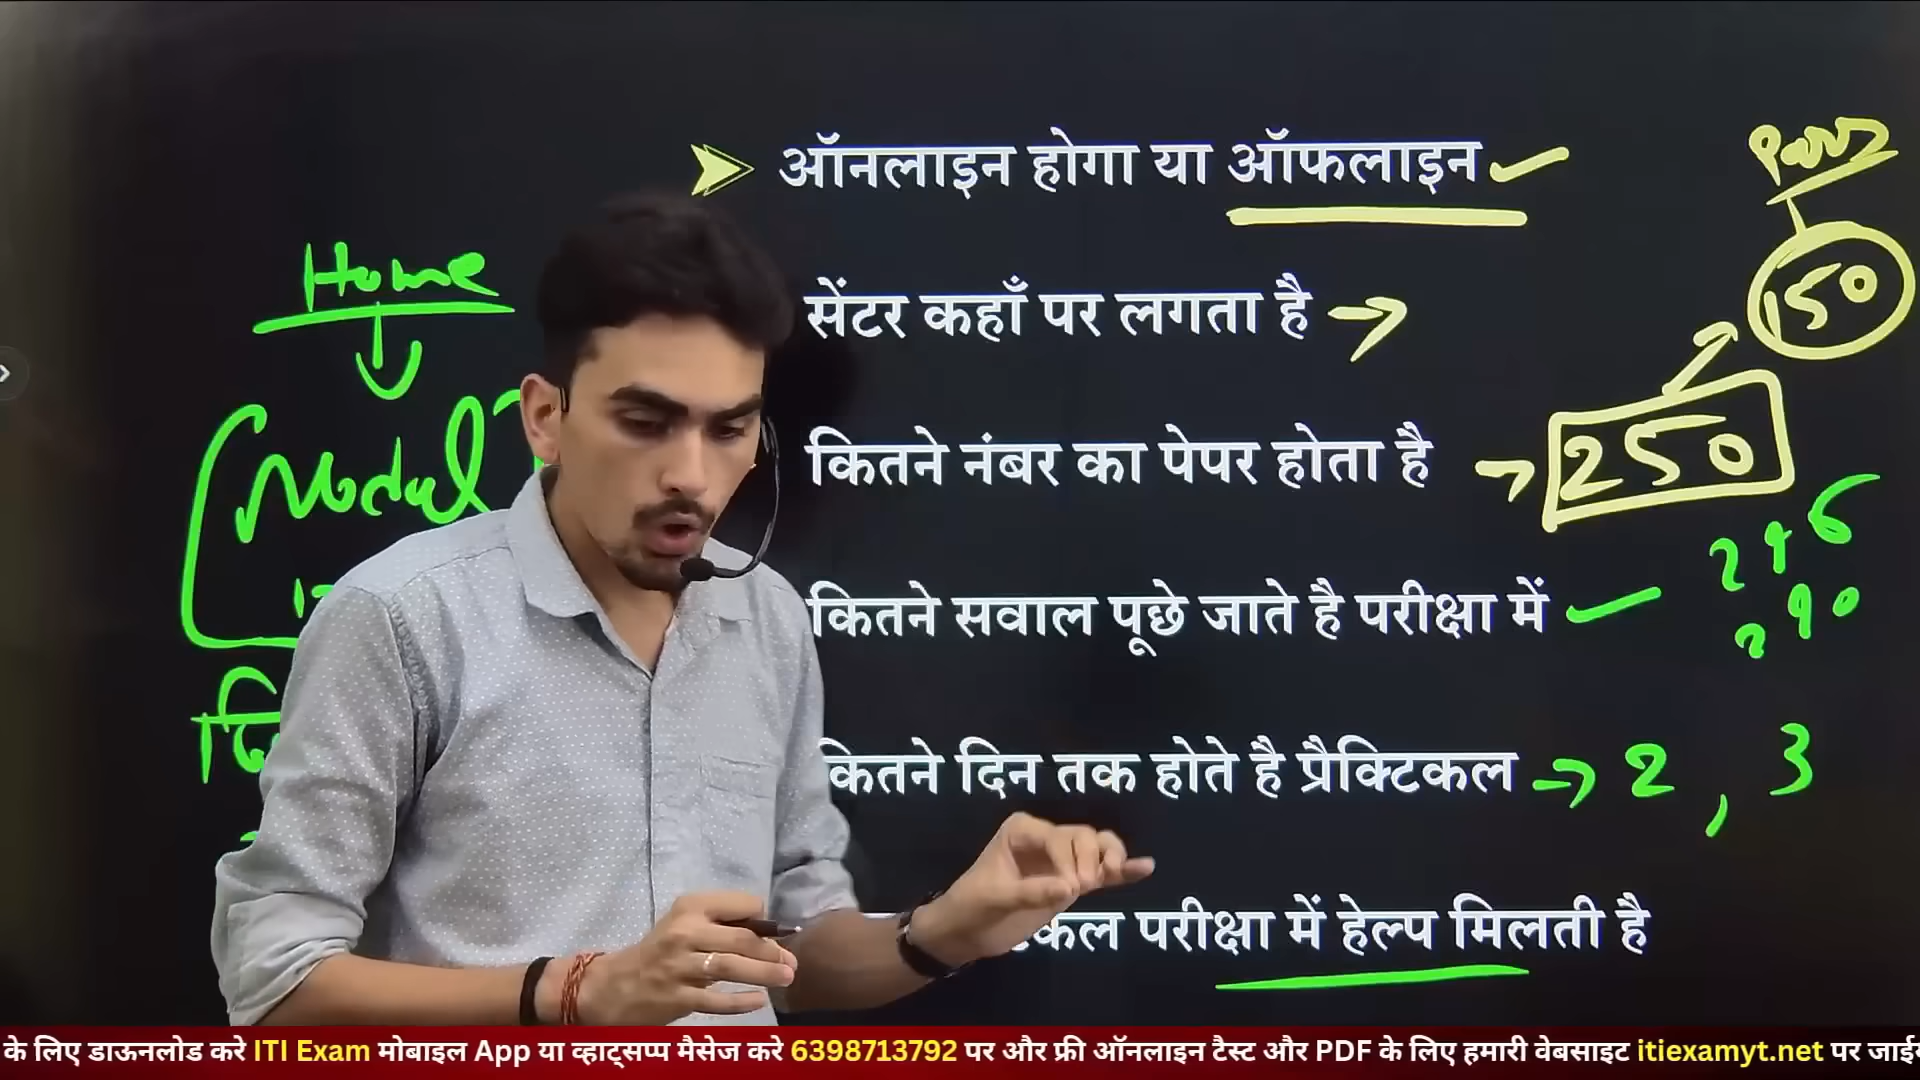 ऑनलाइन होगा या ऑफलाइन
Pass
150
Home
सेंटर कहाँ पर लगता है
Nodal
कितने नंबर का पेपर होता है
250
कितने सवाल पूछे जाते है परीक्षा में
कितने दिन तक होते है प्रैक्टिकल
2, 3
परीक्षा में हेल्प मिलती है
के लिए डाऊनलोड करे ITI Exam मोबाइल App या व्हाट्सप्प मैसेज करे 6398713792 पर और फ्री ऑनलाइन टैस्ट और PDF के लिए हमारी वेबसाइट itiexamyt.net पर